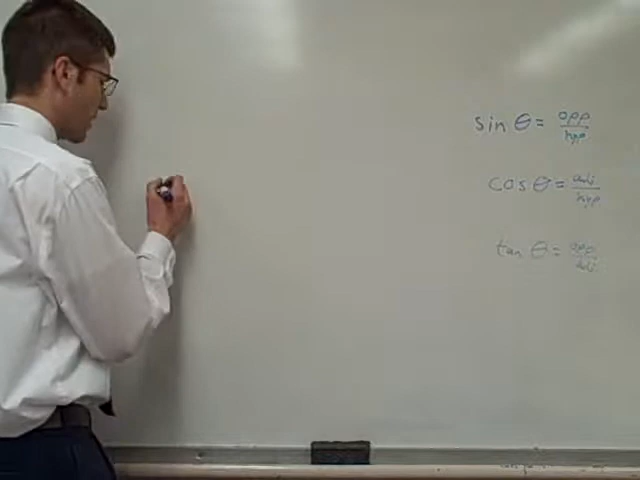 sin θ = opp/hyp
cos θ = adj/hyp
tan θ = opp/adj